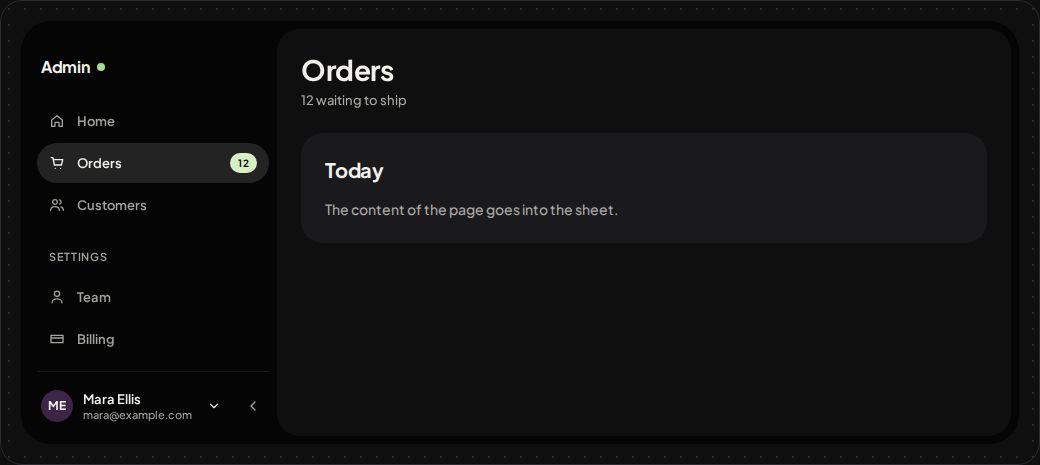 Admin
Home
Orders 12
Customers
SETTINGS
Team
Billing
ME
Mara Ellis
mara@example.com
Orders
12 waiting to ship
Today
The content of the page goes into the sheet.